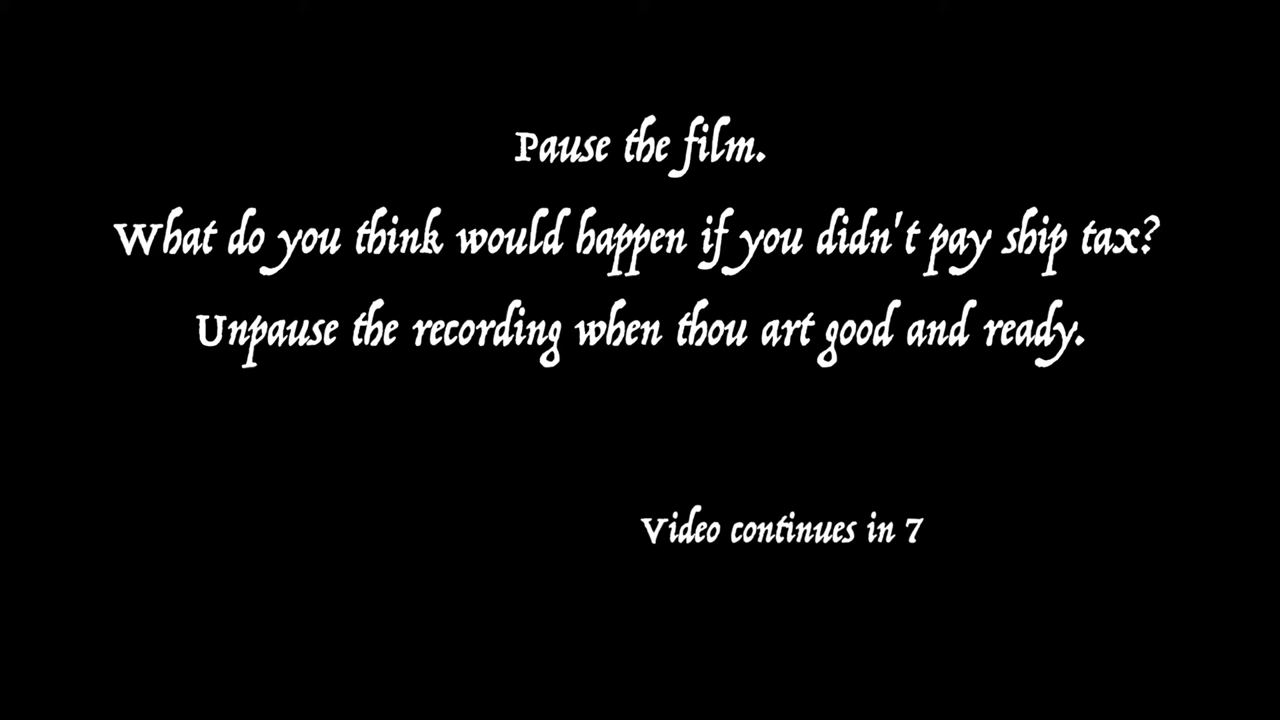 Pause the film.
What do you think would happen if you didn't pay ship tax?
Unpause the recording when thou art good and ready.
Video continues in 7